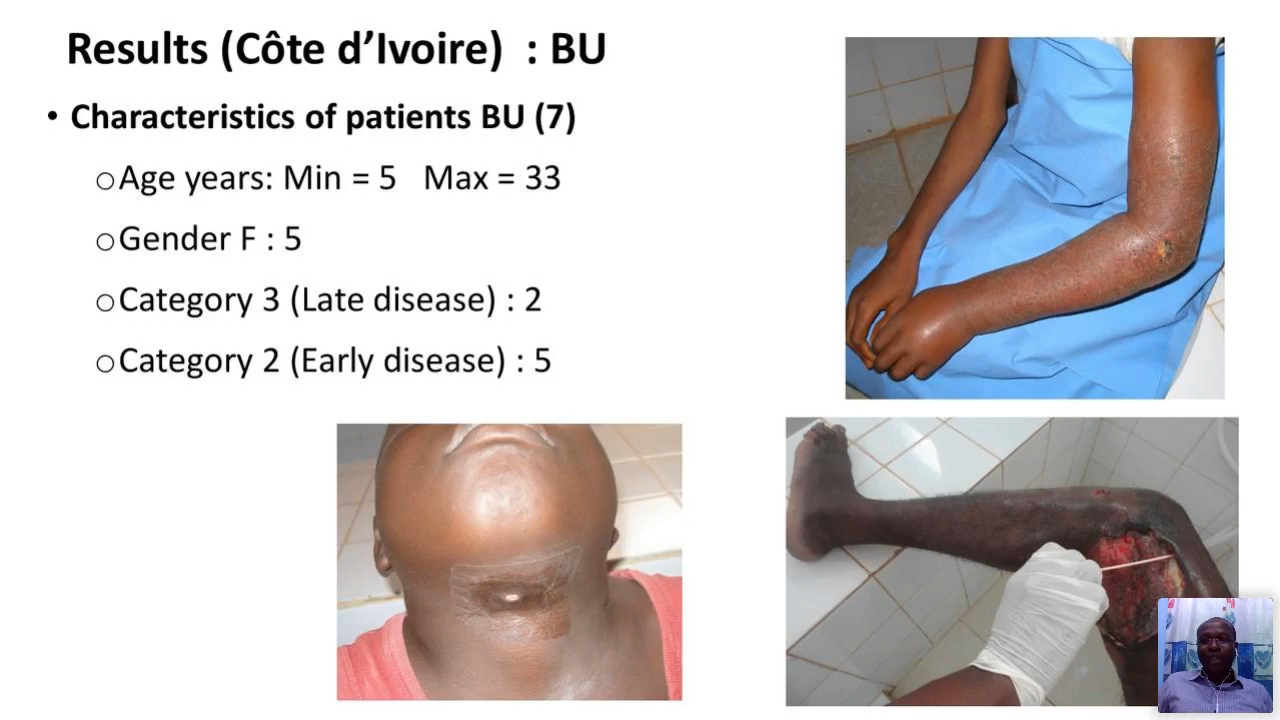 Results (Côte d’Ivoire)  : BU
• Characteristics of patients BU (7)
○Age years: Min = 5   Max = 33
○Gender F : 5
○Category 3 (Late disease) : 2
○Category 2 (Early disease) : 5